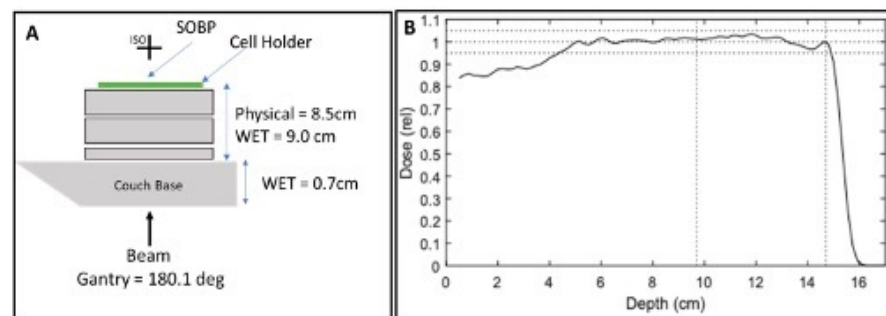 A
ISO
SOBP
Cell Holder
Physical = 8.5cm
WET = 9.0 cm
Couch Base
WET = 0.7cm
Beam
Gantry = 180.1 deg
B
1.1
1
0.9
0.8
0.7
0.6
0.5
0.4
0.3
0.2
0.1
0
Dose (rel)
0 2 4 6 8 10 12 14 16
Depth (cm)